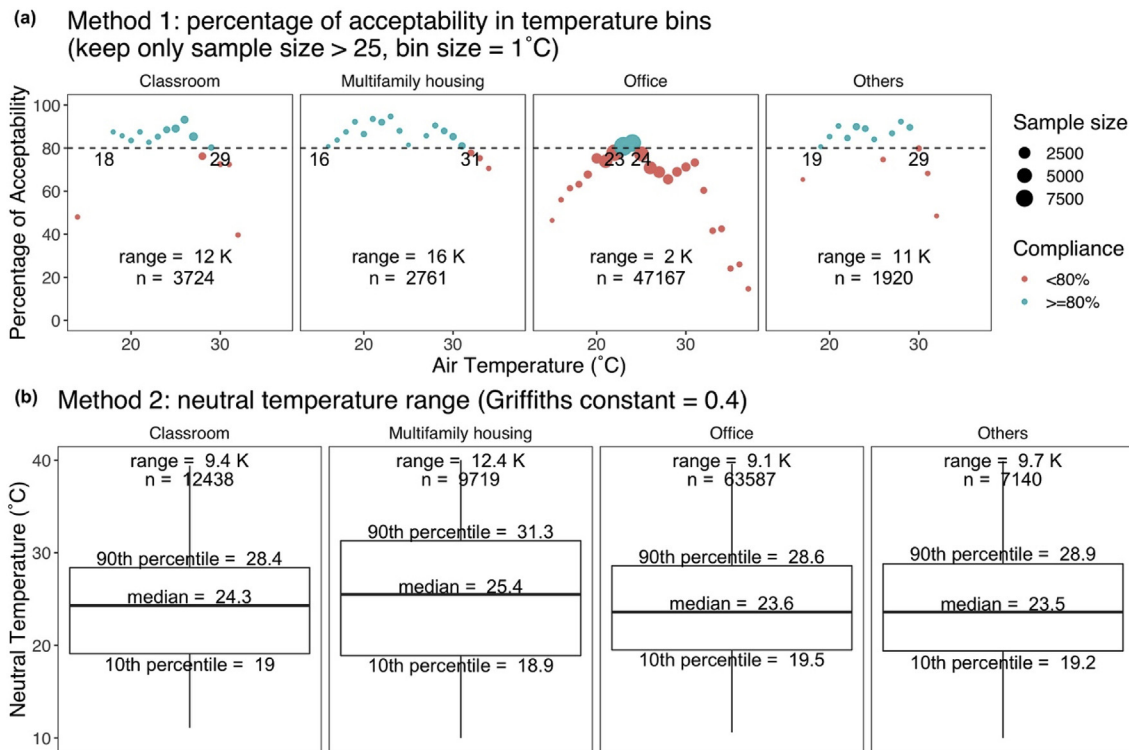 (a) Method 1: percentage of acceptability in temperature bins
(keep only sample size > 25, bin size = 1˚C)
Classroom Multifamily housing Office Others
Percentage of Acceptability
100
80
60
40
20
0
18 29
range = 12 K
n = 3724
16 31
range = 16 K
n = 2761
23 24
range = 2 K
n = 47167
19 29
range = 11 K
n = 1920
20 30 20 30 20 30 20 30
Air Temperature (˚C)
Sample size
2500
5000
7500
Compliance
<80%
>=80%
(b) Method 2: neutral temperature range (Griffiths constant = 0.4)
Classroom Multifamily housing Office Others
Neutral Temperature (˚C)
40
30
20
10
range = 9.4 K
n = 12438
90th percentile = 28.4
median = 24.3
10th percentile = 19
range = 12.4 K
n = 9719
90th percentile = 31.3
median = 25.4
10th percentile = 18.9
range = 9.1 K
n = 63587
90th percentile = 28.6
median = 23.6
10th percentile = 19.5
range = 9.7 K
n = 7140
90th percentile = 28.9
median = 23.5
10th percentile = 19.2